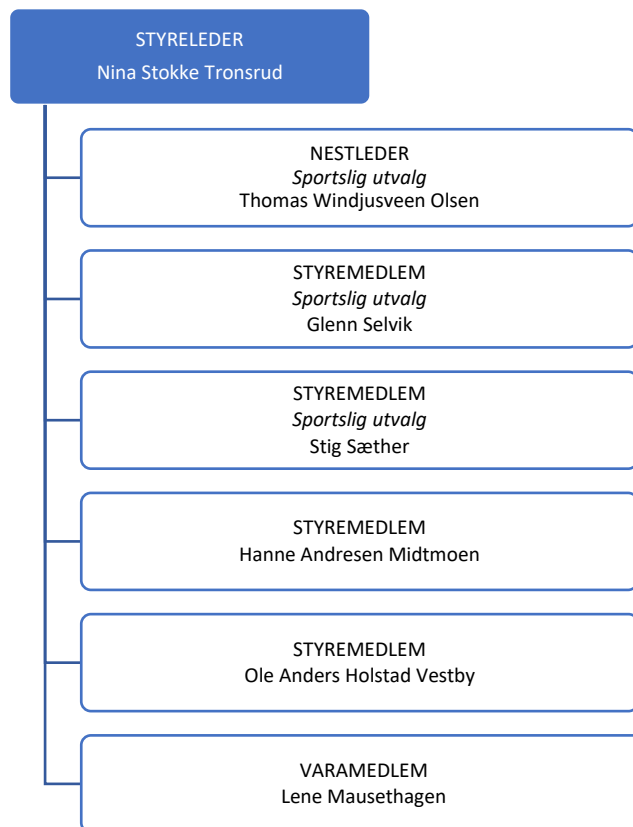 STYRELEDER
Nina Stokke Tronsrud
NESTLEDER
Sportslig utvalg
Thomas Windjusveen Olsen
STYREMEDLEM
Sportslig utvalg
Glenn Selvik
STYREMEDLEM
Sportslig utvalg
Stig Sæther
STYREMEDLEM
Hanne Andresen Midtmoen
STYREMEDLEM
Ole Anders Holstad Vestby
VARAMEDLEM
Lene Mausethagen